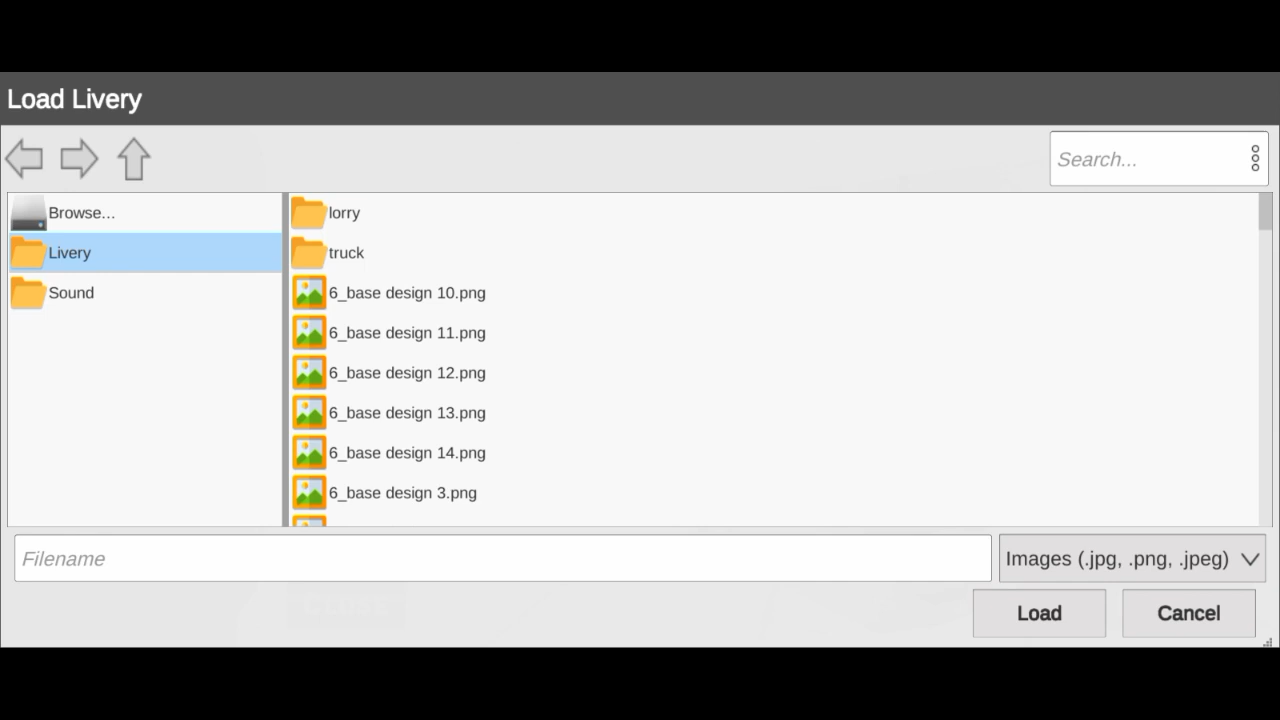 Load Livery
Search...
Browse...
Livery
Sound
lorry
truck
6_base design 10.png
6_base design 11.png
6_base design 12.png
6_base design 13.png
6_base design 14.png
6_base design 3.png
Filename
Images (.jpg, .png, .jpeg)
Load
Cancel